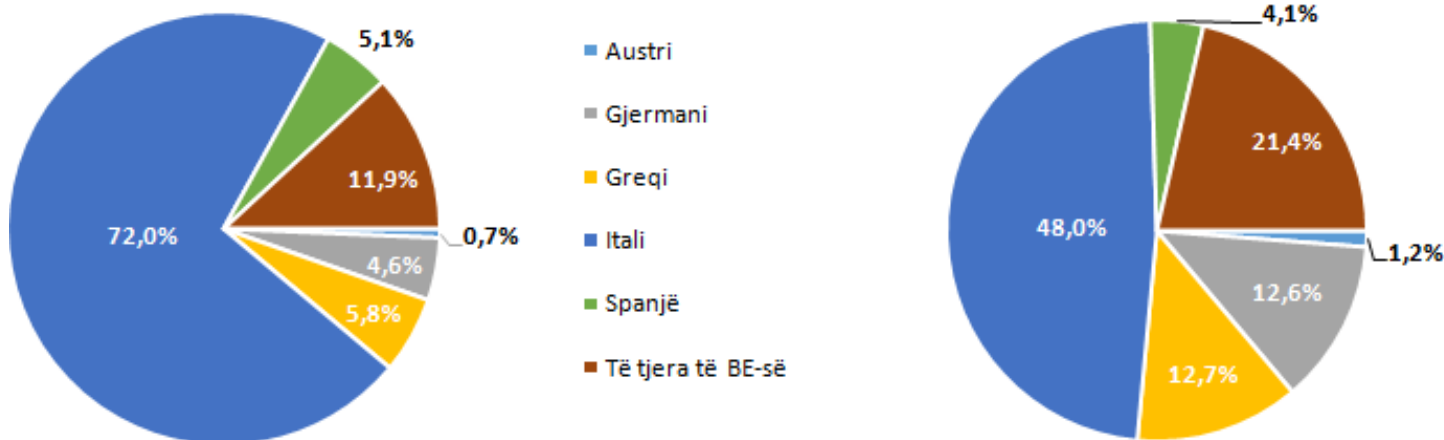 5,1%
11,9%
72,0%
0,7%
4,6%
5,8%
Austri
Gjermani
Greqi
Itali
Spanjë
Të tjera të BE-së
4,1%
21,4%
48,0%
1,2%
12,6%
12,7%